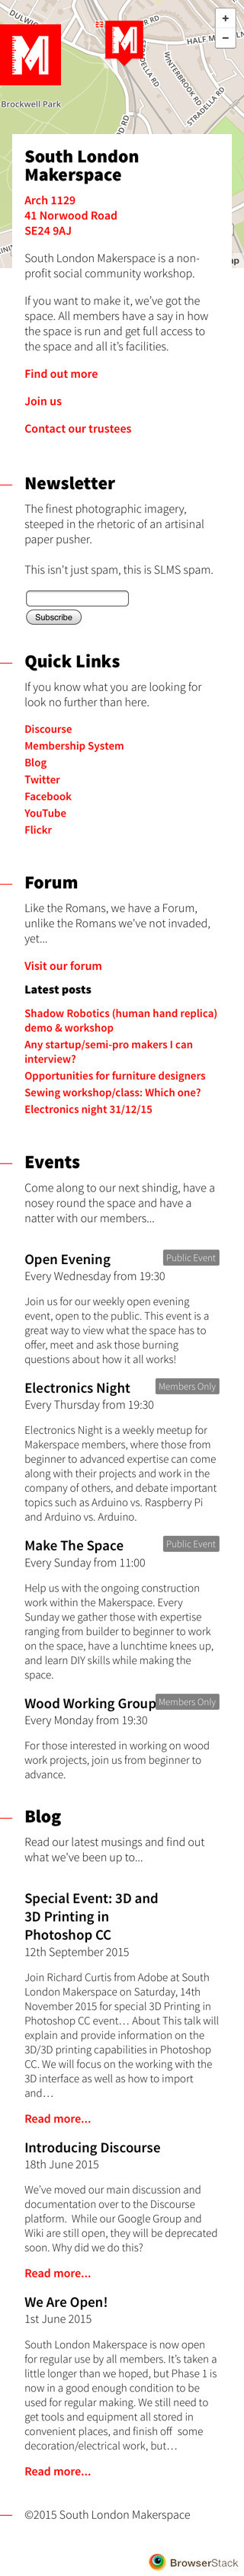 DULW
RD
HALF M
LN
+
-
M
M
DELLA RD
WINTERBROOK RD
STRADELLA RD
Brockwell Park
RD
South London
Makerspace
Arch 1129
41 Norwood Road
SE24 9AJ
ap
South London Makerspace is a non-
profit social community workshop.
If you want to make it, we've got the
space. All members have a say in how
the space is run and get full access to
the space and all it's facilities.
Find out more
Join us
Contact our trustees
Newsletter
The finest photographic imagery,
steeped in the rhetoric of an artisinal
paper pusher.
This isn't just spam, this is SLMS spam.
Subscribe
Quick Links
If you know what you are looking for
look no further than here.
Discourse
Membership System
Blog
Twitter
Facebook
YouTube
Flickr
Forum
Like the Romans, we have a Forum,
unlike the Romans we've not invaded,
yet...
Visit our forum
Latest posts
Shadow Robotics (human hand replica)
demo & workshop
Any startup/semi-pro makers I can
interview?
Opportunities for furniture designers
Sewing workshop/class: Which one?
Electronics night 31/12/15
Events
Come along to our next shindig, have a
nosey round the space and have a
natter with our members...
Open Evening Public Event
Every Wednesday from 19:30
Join us for our weekly open evening
event, open to the public. This event is a
great way to view what the space has to
offer, meet and ask those burning
questions about how it all works!
Electronics Night Members Only
Every Thursday from 19:30
Electronics Night is a weekly meetup for
Makerspace members, where those from
beginner to advanced expertise can come
along with their projects and work in the
company of others, and debate important
topics such as Arduino vs. Raspberry Pi
and Arduino vs. Arduino.
Make The Space Public Event
Every Sunday from 11:00
Help us with the ongoing construction
work within the Makerspace. Every
Sunday we gather those with expertise
ranging from builder to beginner to work
on the space, have a lunchtime knees up,
and learn DIY skills while making the
space.
Wood Working Group Members Only
Every Monday from 19:30
For those interested in working on wood
work projects, join us from beginner to
advance.
Blog
Read our latest musings and find out
what we've been up to...
Special Event: 3D and
3D Printing in
Photoshop CC
12th September 2015
Join Richard Curtis from Adobe at South
London Makerspace on Saturday, 14th
November 2015 for special 3D Printing in
Photoshop CC event… About This talk will
explain and provide information on the
3D/3D printing capabilities in Photoshop
CC. We will focus on the working with the
3D interface as well as how to import
and…
Read more...
Introducing Discourse
18th June 2015
We've moved our main discussion and
documentation over to the Discourse
platform. While our Google Group and
Wiki are still open, they will be deprecated
soon. Why did we do this?
Read more...
We Are Open!
1st June 2015
South London Makerspace is now open
for regular use by all members. It's taken a
little longer than we hoped, but Phase 1 is
now in a good enough condition to be
used for regular making. We still need to
get tools and equipment all stored in
convenient places, and finish off some
decoration/electrical work, but…
Read more...
©2015 South London Makerspace
BrowserStack